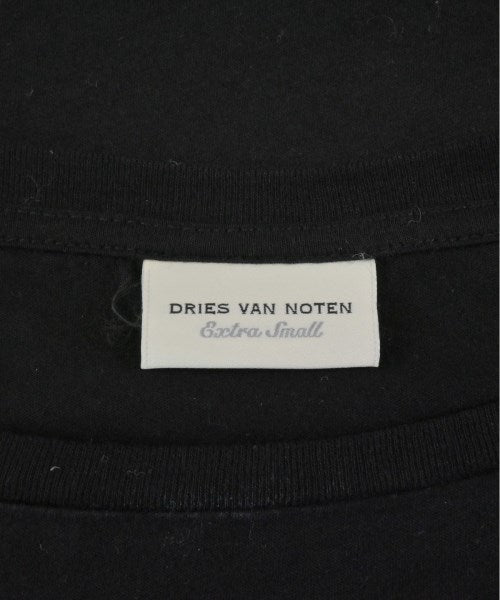 DRIES VAN NOTEN
Extra Small